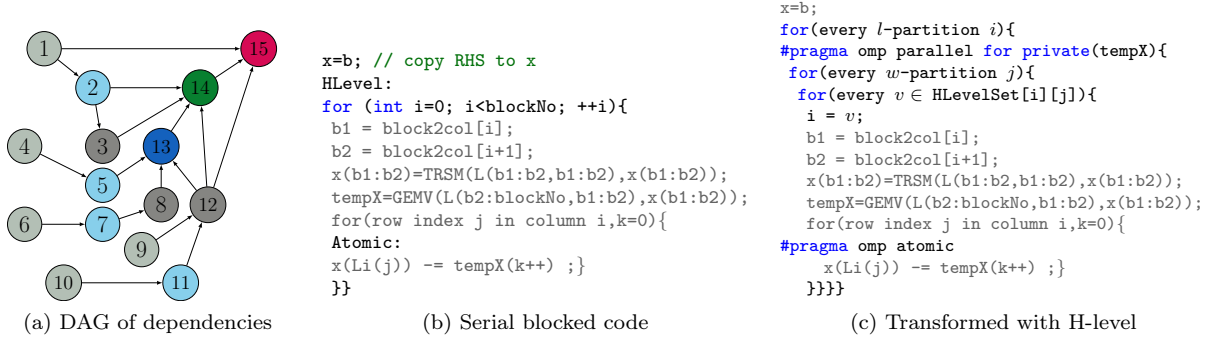 1
15
2
14
3
4
13
5
8
12
6
7
9
10
11
(a) DAG of dependencies
x=b; // copy RHS to x
HLevel:
for (int i=0; i<blockNo; ++i){
b1 = block2col[i];
b2 = block2col[i+1];
x(b1:b2)=TRSM(L(b1:b2,b1:b2),x(b1:b2));
tempX=GEMV(L(b2:blockNo,b1:b2),x(b1:b2));
for(row index j in column i,k=0){
Atomic:
x(Li(j)) -= tempX(k++) ;}
}}
(b) Serial blocked code
x=b;
for(every l-partition i){
#pragma omp parallel for private(tempX){
for(every w-partition j){
for(every v ∈ HLevelSet[i][j]){
i = v;
b1 = block2col[i];
b2 = block2col[i+1];
x(b1:b2)=TRSM(L(b1:b2,b1:b2),x(b1:b2));
tempX=GEMV(L(b2:blockNo,b1:b2),x(b1:b2));
for(row index j in column i,k=0){
#pragma omp atomic
x(Li(j)) -= tempX(k++) ;}
}}}}
(c) Transformed with H-level